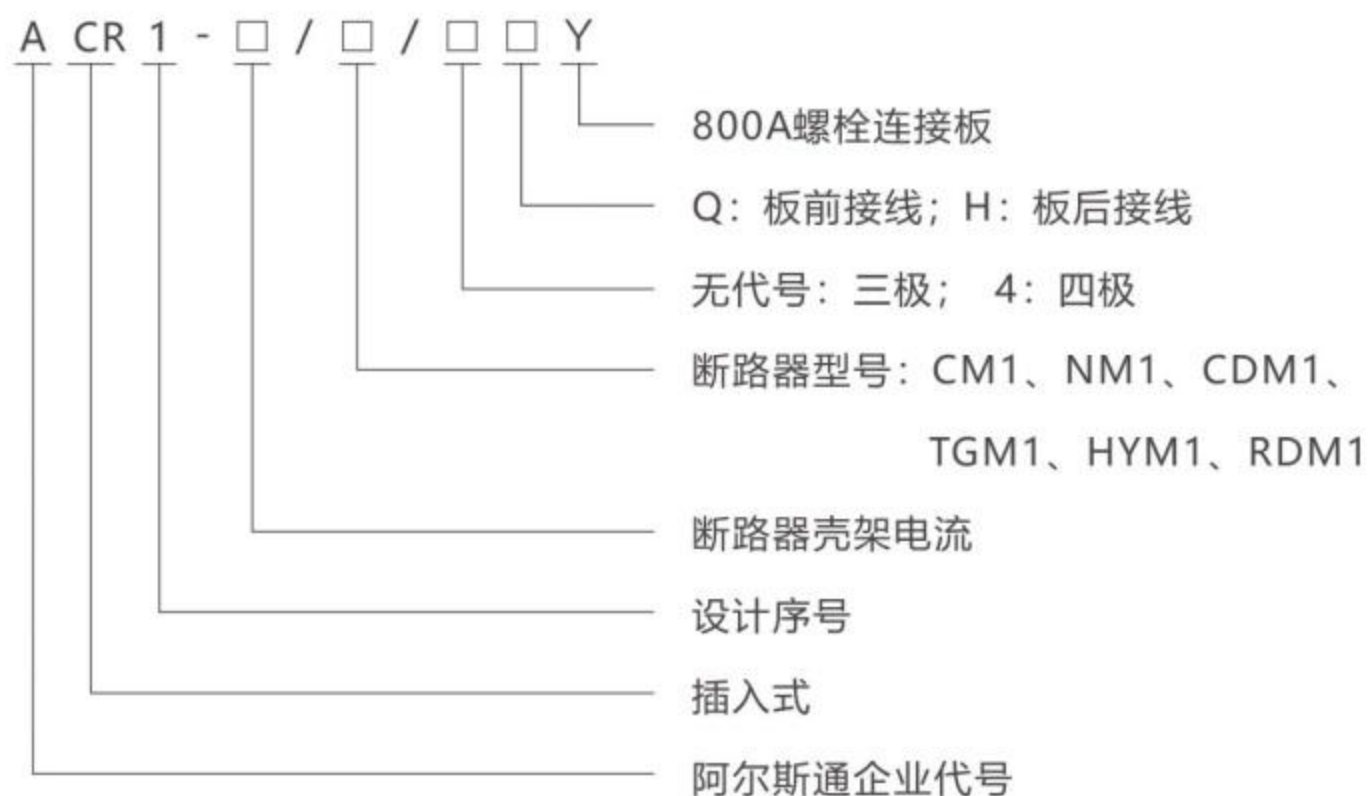 A CR 1 - □ / □ / □ □ Y
800A螺栓连接板
Q：板前接线；H：板后接线
无代号：三极； 4：四极
断路器型号：CM1、NM1、CDM1、
TGM1、HYM1、RDM1
断路器壳架电流
设计序号
插入式
阿尔斯通企业代号